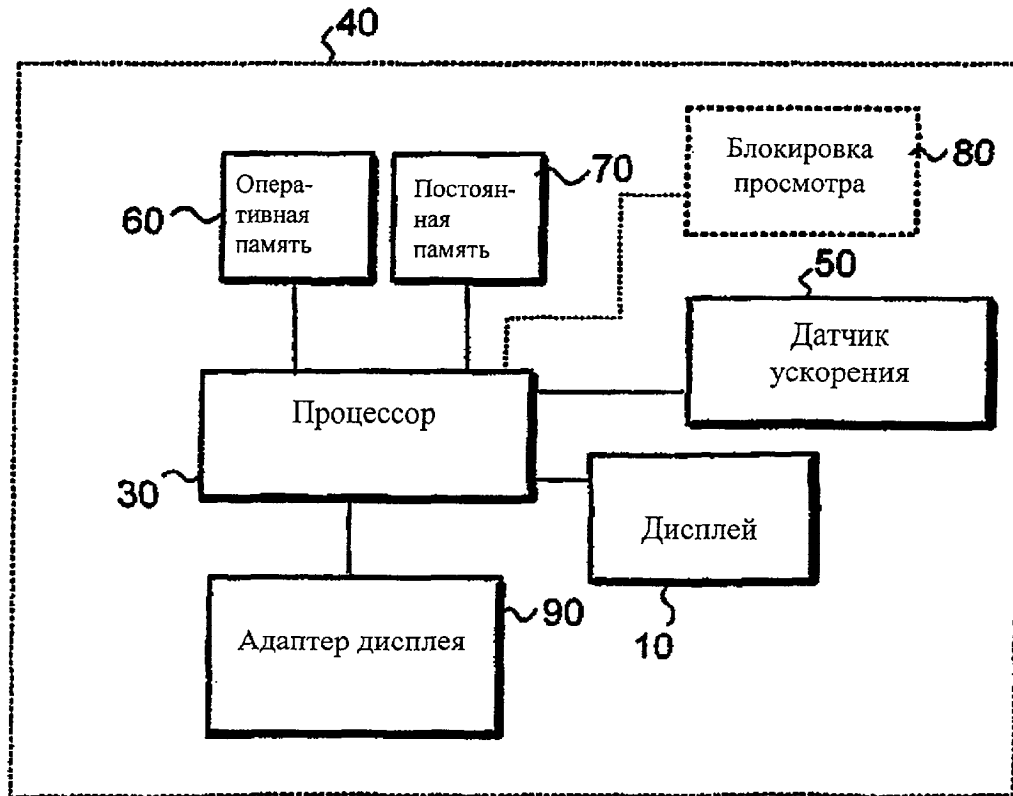 40
Опера-
тивная
память
60
Постоян-
ная
память
70
Блокировка
просмотра
80
50
Датчик
ускорения
Процессор
30
Дисплей
10
Адаптер дисплея
90